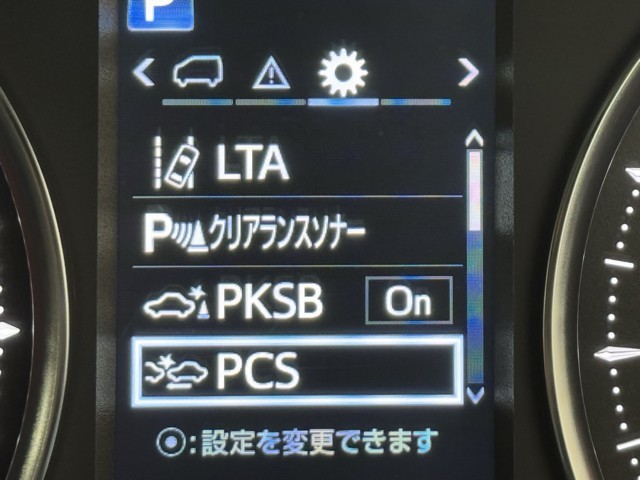 P
LTA
Pクリアランスソナー
PKSB On
PCS
⦿:設定を変更できます